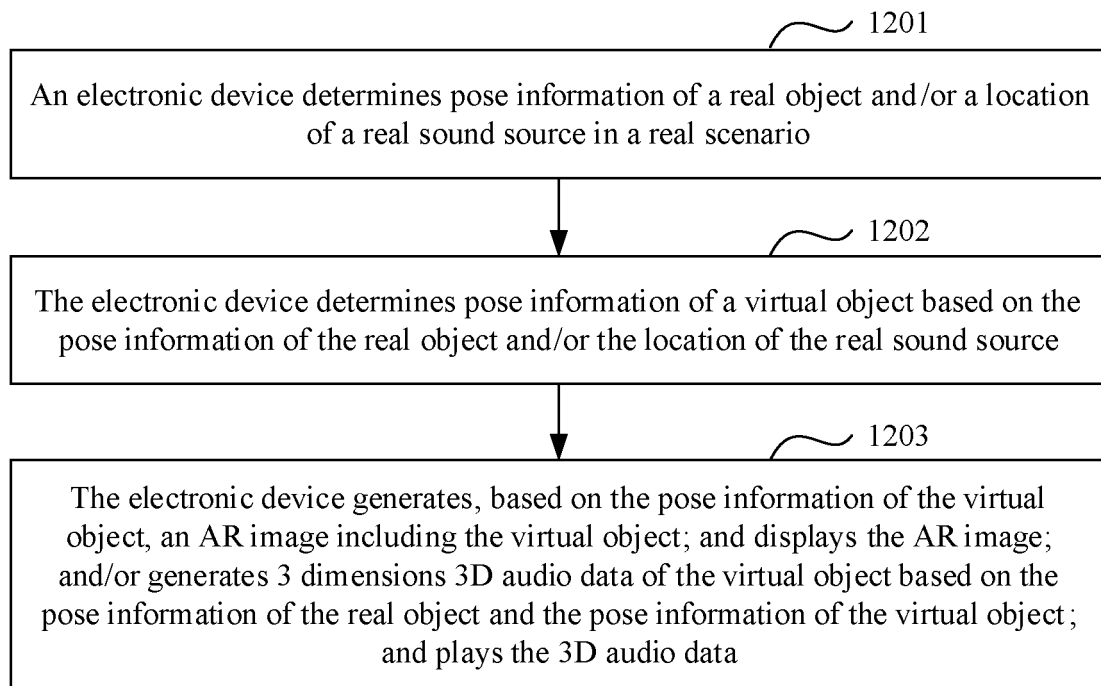 1201
An electronic device determines pose information of a real object and/or a location
of a real sound source in a real scenario
1202
The electronic device determines pose information of a virtual object based on the
pose information of the real object and/or the location of the real sound source
1203
The electronic device generates, based on the pose information of the virtual
object, an AR image including the virtual object; and displays the AR image;
and/or generates 3 dimensions 3D audio data of the virtual object based on the
pose information of the real object and the pose information of the virtual object;
and plays the 3D audio data